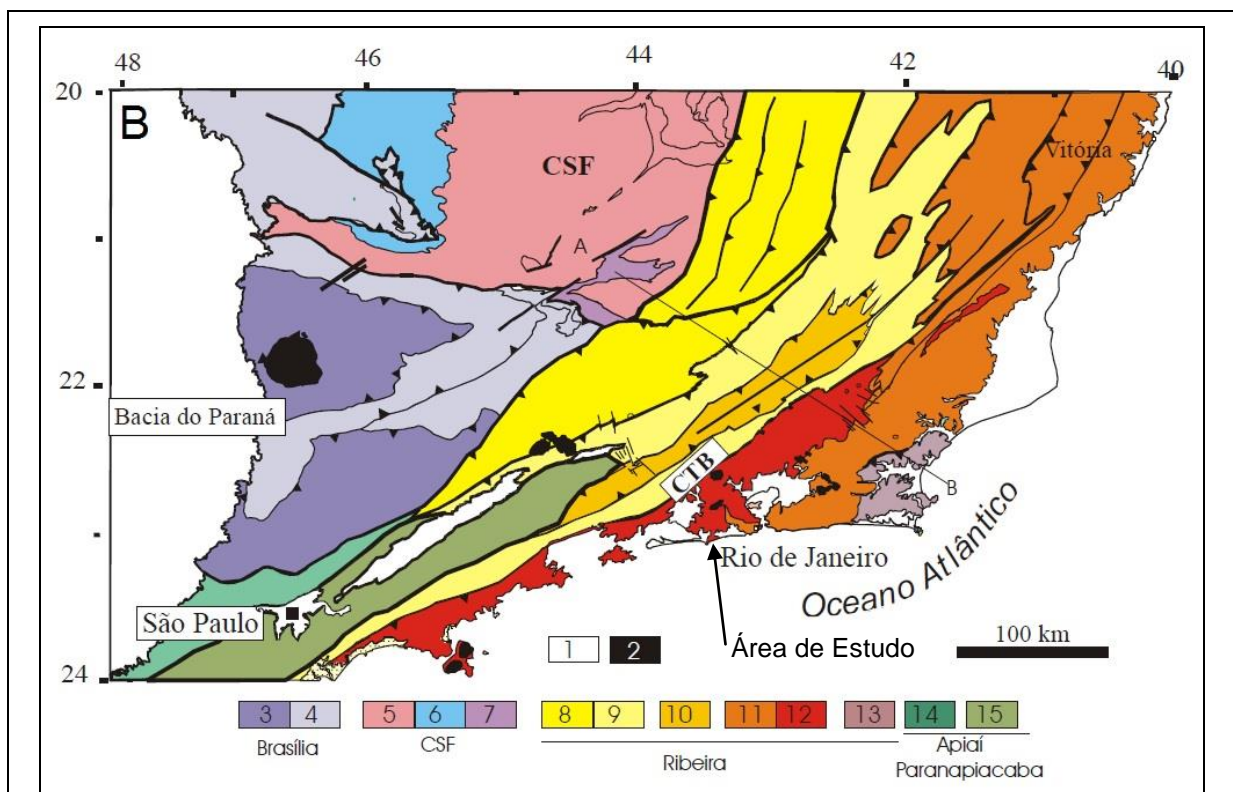 48
46
44
42
40
20
B
Vitória
CSF
A
22
Bacia do Paraná
CTB
B
Rio de Janeiro
Oceano Atlântico
São Paulo
1 2
Área de Estudo
100 km
24
3 4 5 6 7 8 9 10 11 12 13 14 15
Brasília
CSF
Ribeira
Apiaí
Paranapiacaba